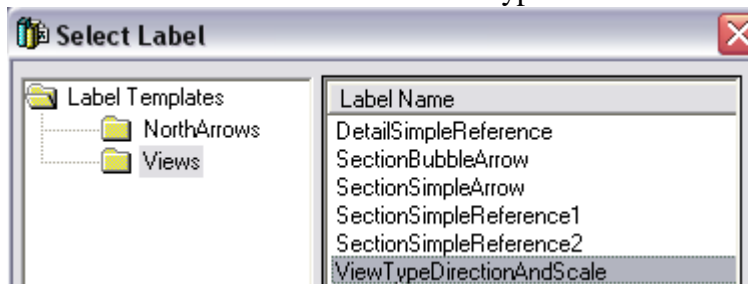 Select Label
Label Templates
NorthArrows
Views
Label Name
DetailSimpleReference
SectionBubbleArrow
SectionSimpleArrow
SectionSimpleReference1
SectionSimpleReference2
ViewTypeDirectionAndScale